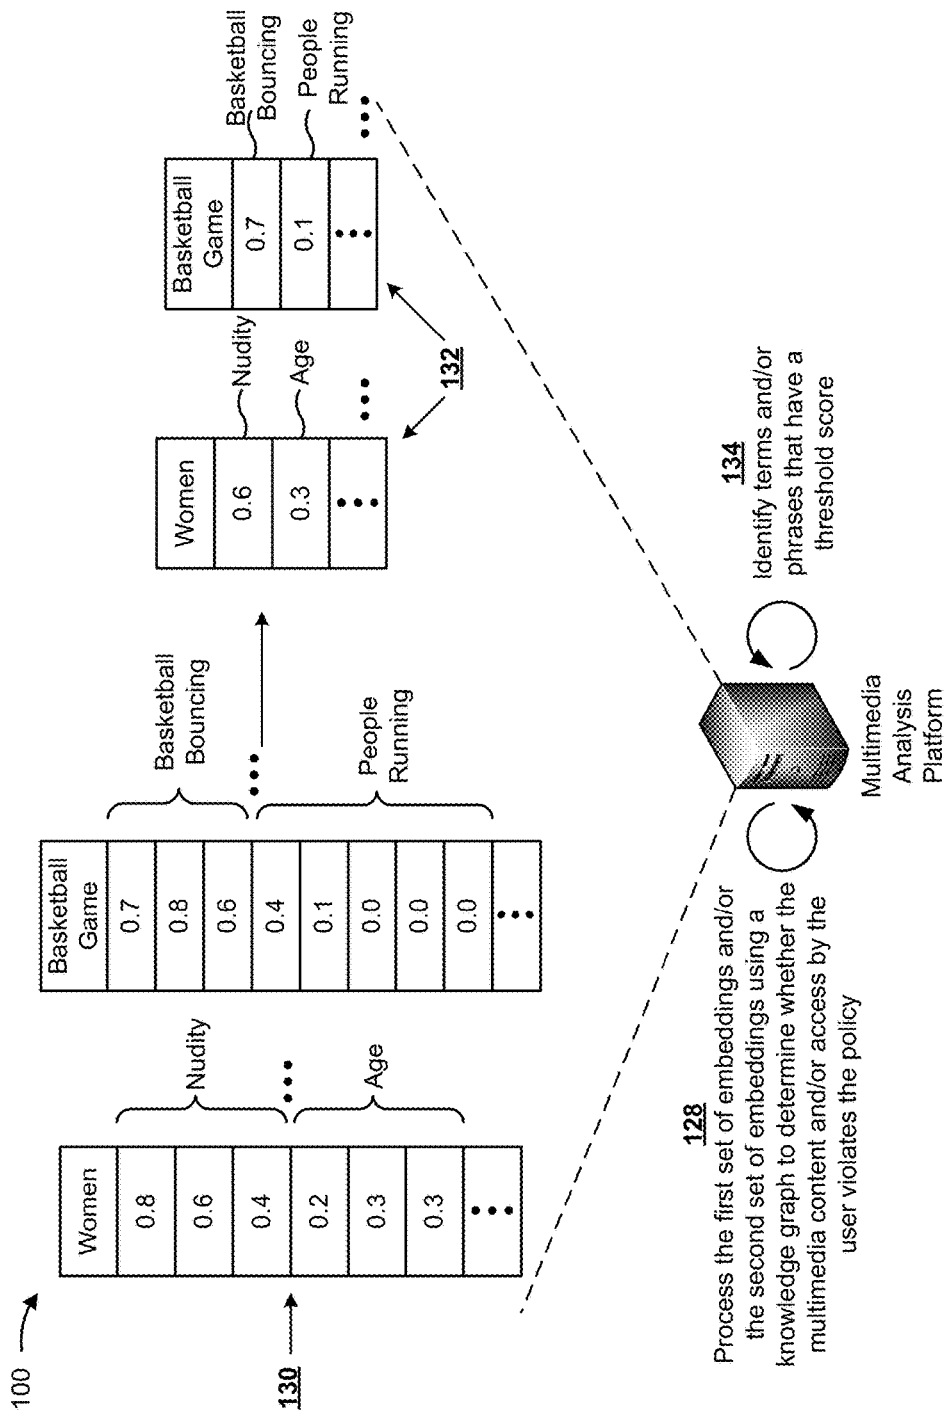 100
130
Women
0.8
0.6
0.4
0.2
0.3
0.3
Nudity
Age
Basketball
Game
0.7
0.8
0.6
0.4
0.1
0.0
0.0
0.0
Basketball
Bouncing
People
Running
Women
0.6
0.3
Nudity
Age
132
Basketball
Game
0.7
0.1
Basketball
Bouncing
People
Running
128
Process the first set of embeddings and/or
the second set of embeddings using a
knowledge graph to determine whether the
multimedia content and/or access by the
user violates the policy
Multimedia
Analysis
Platform
134
Identify terms and/or
phrases that have a
threshold score